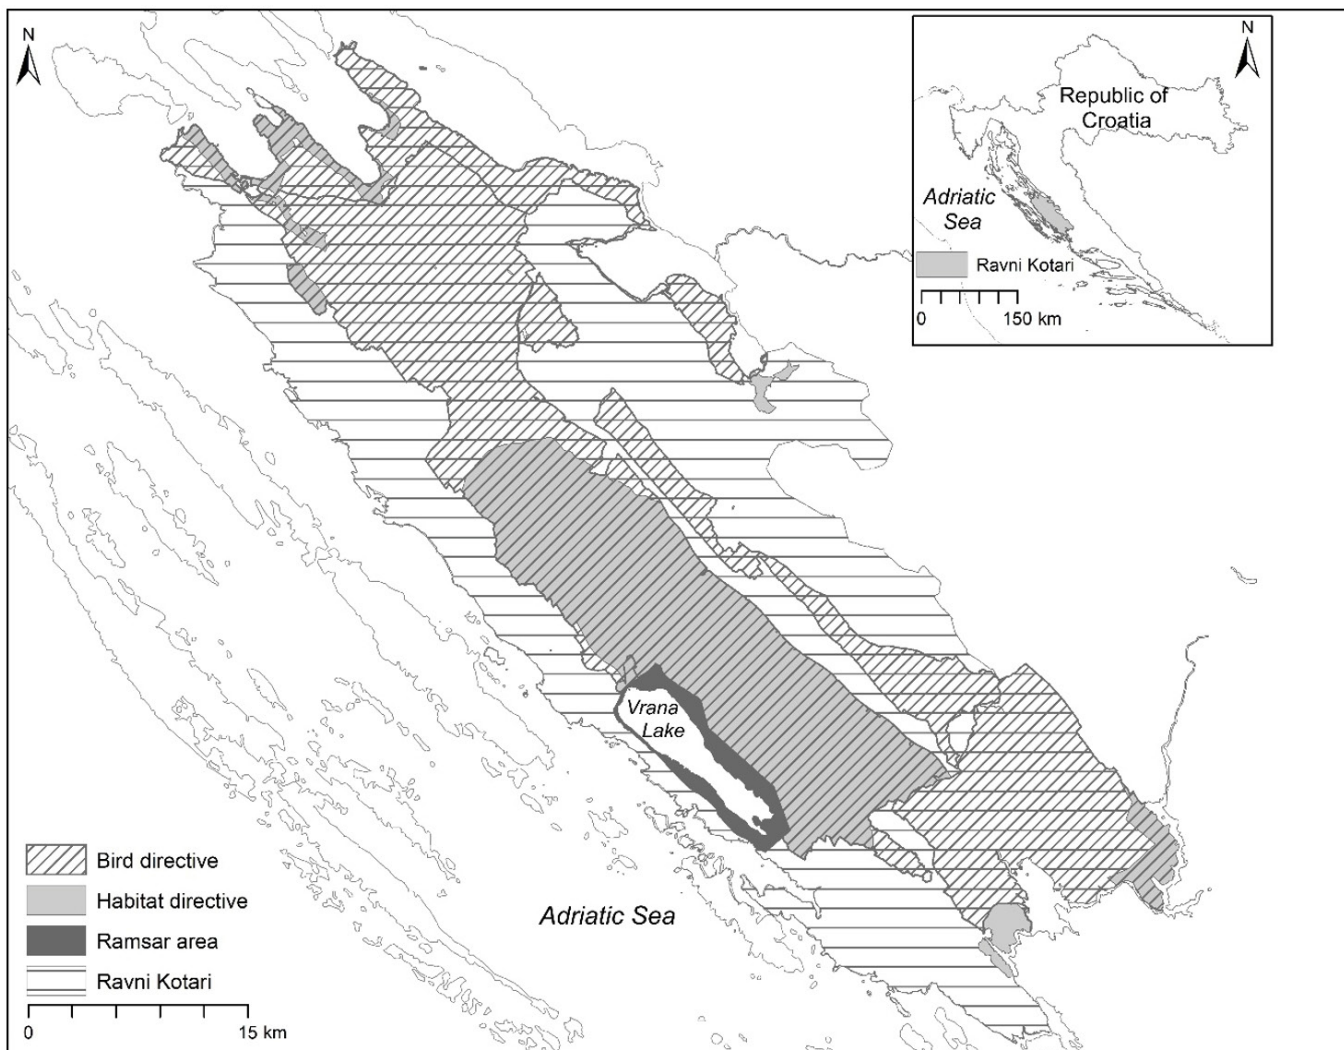 N
N
Republic of
Croatia
Adriatic
Sea
Ravni Kotari
0 150 km
Vrana
Lake
Bird directive
Habitat directive
Ramsar area
Ravni Kotari
0 15 km
Adriatic Sea